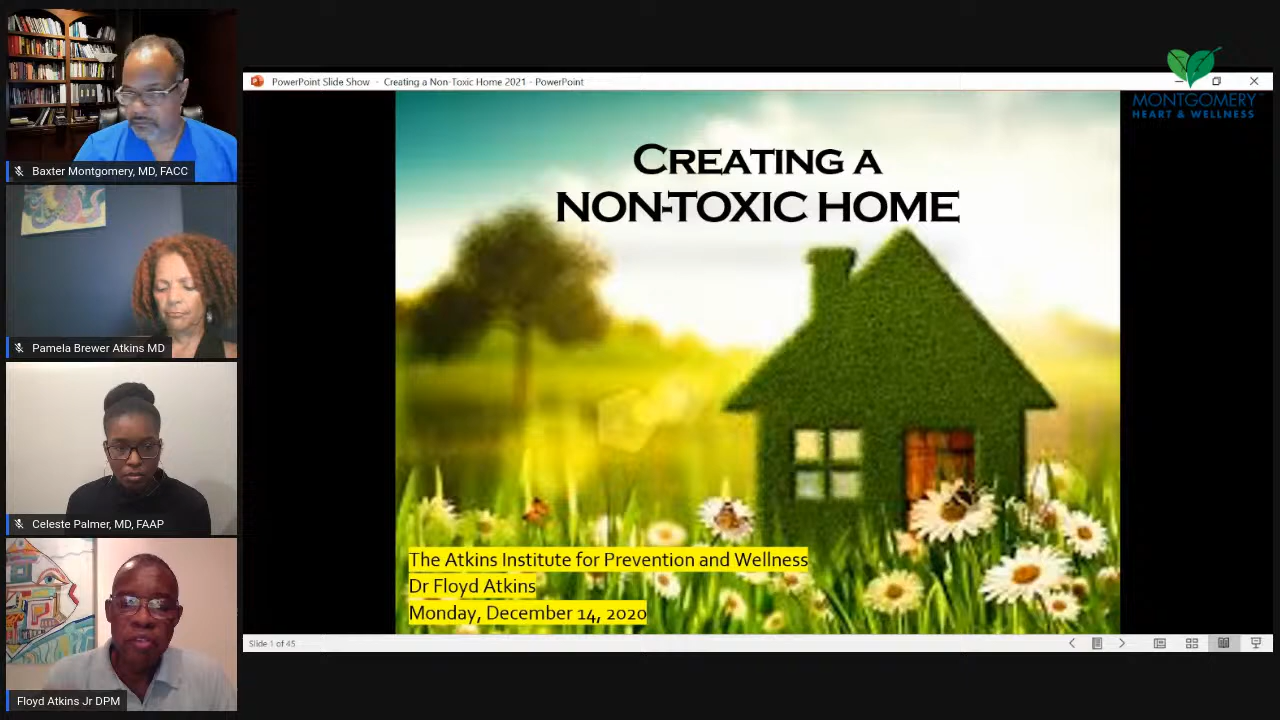 Baxter Montgomery, MD, FACC
Pamela Brewer Atkins MD
Celeste Palmer, MD, FAAP
Floyd Atkins Jr DPM
PowerPoint Slide Show - Creating a Non-Toxic Home 2021 - PowerPoint
MONTGOMERY
HEART & WELLNESS
CREATING A
NON-TOXIC HOME
The Atkins Institute for Prevention and Wellness
Dr Floyd Atkins
Monday, December 14, 2020
Slide 1 of 45